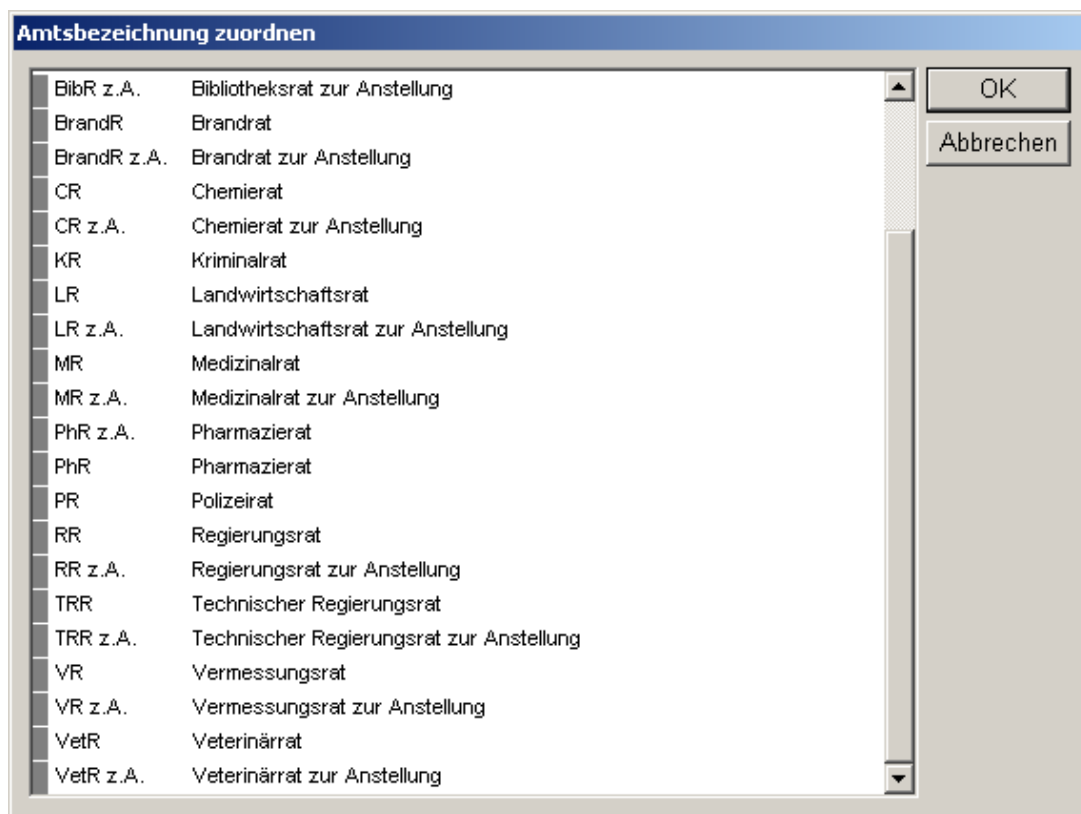 Amtsbezeichnung zuordnen
BibR z.A. Bibliotheksrat zur Anstellung
BrandR Brandrat
BrandR z.A. Brandrat zur Anstellung
CR Chemierat
CR z.A. Chemierat zur Anstellung
KR Kriminalrat
LR Landwirtschaftsrat
LR z.A. Landwirtschaftsrat zur Anstellung
MR Medizinalrat
MR z.A. Medizinalrat zur Anstellung
PhR z.A. Pharmazierat
PhR Pharmazierat
PR Polizeirat
RR Regierungsrat
RR z.A. Regierungsrat zur Anstellung
TRR Technischer Regierungsrat
TRR z.A. Technischer Regierungsrat zur Anstellung
VR Vermessungsrat
VR z.A. Vermessungsrat zur Anstellung
VetR Veterinärrat
VetR z.A. Veterinärrat zur Anstellung
OK
Abbrechen